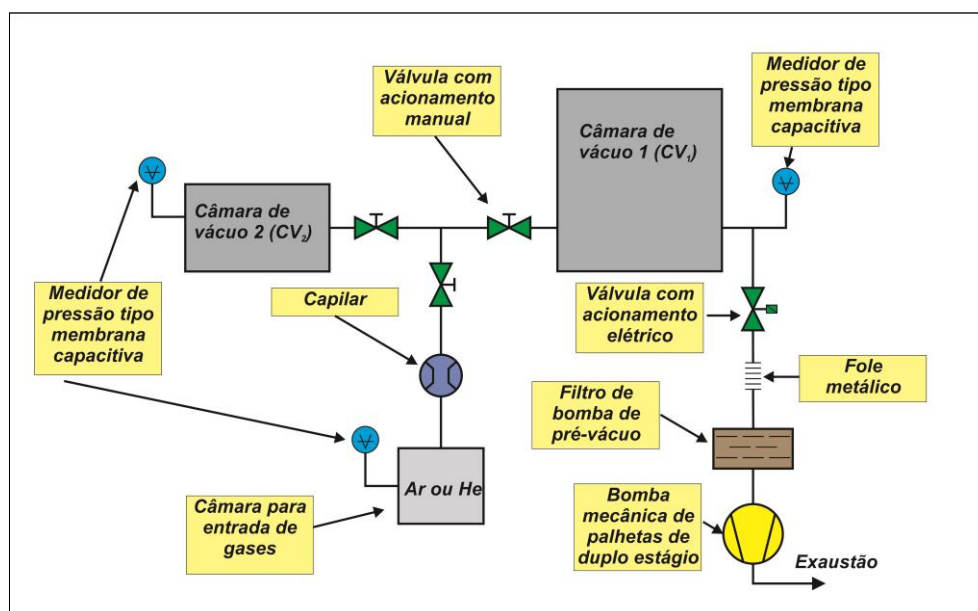 Válvula com
acionamento
manual
Medidor de
pressão tipo
membrana
capacitiva
Câmara de
vácuo 1 (CV₁)
Câmara de
vácuo 2 (CV₂)
Medidor de
pressão tipo
membrana
capacitiva
Capilar
Válvula com
acionamento
elétrico
Fole
metálico
Filtro de
bomba de
pré-vácuo
Ar ou He
Câmara para
entrada de
gases
Bomba
mecânica de
palhetas de
duplo estágio
Exaustão